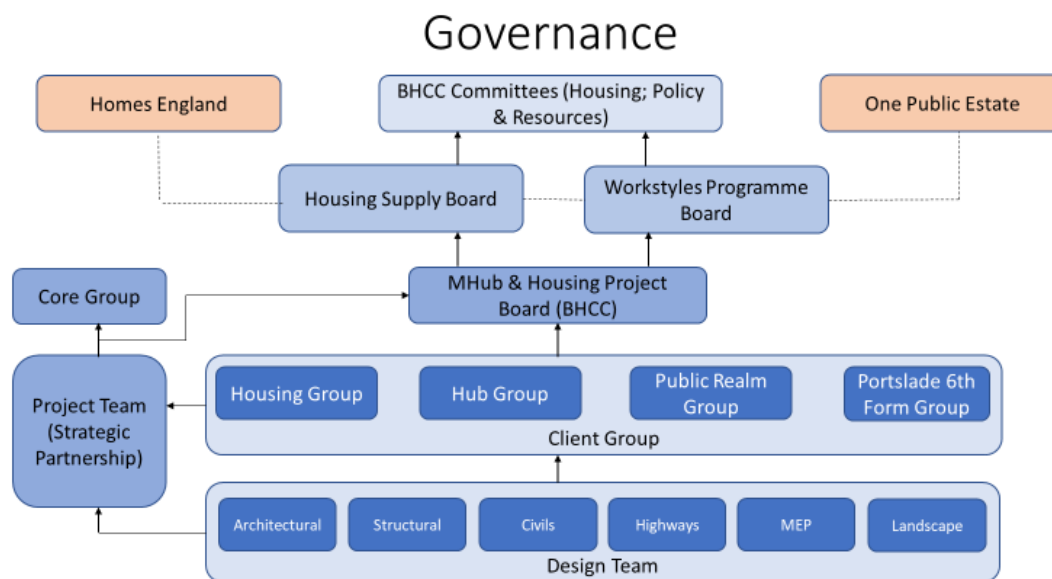 Governance
Homes England
BHCC Committees (Housing; Policy
& Resources)
One Public Estate
Housing Supply Board
Workstyles Programme
Board
Core Group
MHub & Housing Project
Board (BHCC)
Project Team
(Strategic
Partnership)
Housing Group
Hub Group
Public Realm
Group
Portslade 6th
Form Group
Client Group
Architectural
Structural
Civils
Highways
MEP
Landscape
Design Team